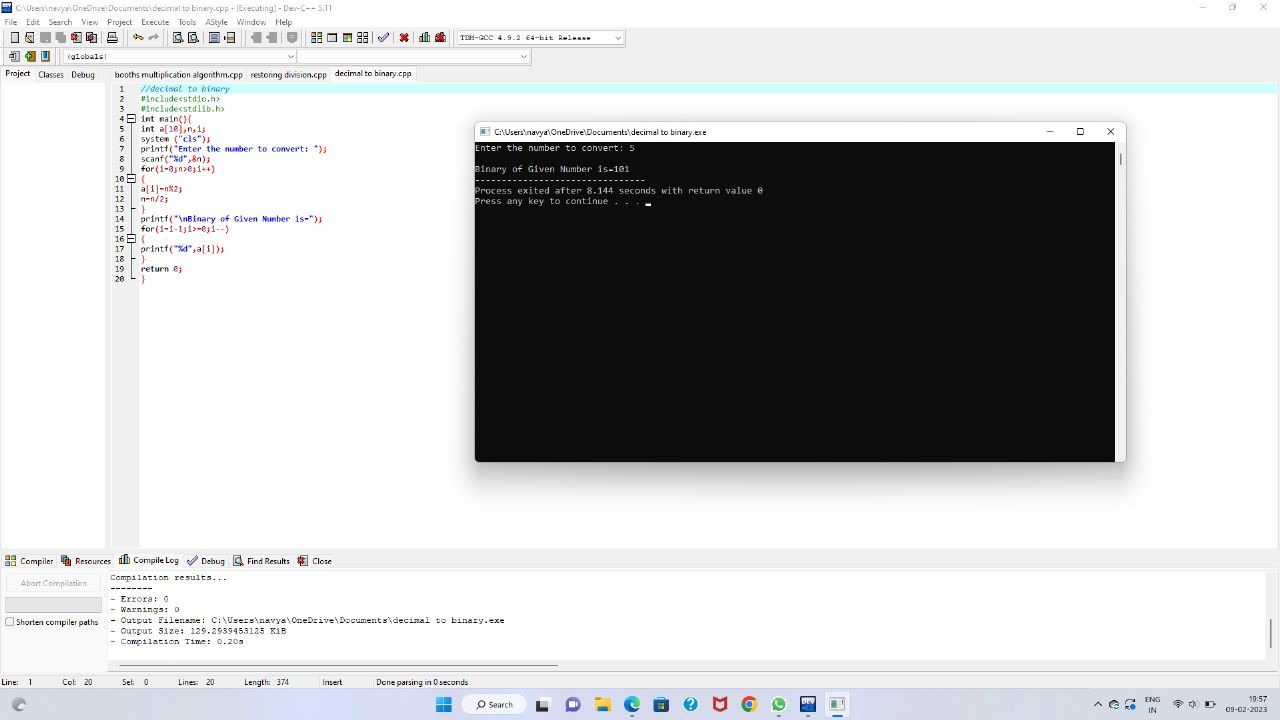 C:\Users\navya\OneDrive\Documents\decimal to binary.cpp - [Executing] - Dev-C++ 5.11
File Edit Search View Project Execute Tools AStyle Window Help
TDM-GCC 4.9.2 64-bit Release
(globals)
Project Classes Debug booths multiplication algorithm.cpp restoring division.cpp decimal to binary.cpp
1 //decimal to binary
2 #include<stdio.h>
3 #include<stdlib.h>
4 int main(){
5 int a[10],n,i;
6 system ("cls");
7 printf("Enter the number to convert: ");
8 scanf("%d",&n);
9 for(i=0;n>0;i++)
10 {
11 a[i]=n%2;
12 n=n/2;
13 }
14 printf("\nBinary of Given Number is=");
15 for(i=i-1;i>=0;i--)
16 {
17 printf("%d",a[i]);
18 }
19 return 0;
20 }
C:\Users\navya\OneDrive\Documents\decimal to binary.exe
Enter the number to convert: 5
Binary of Given Number is=101
--------------------------------
Process exited after 8.144 seconds with return value 0
Press any key to continue . . .
Compiler Resources Compile Log Debug Find Results Close
Abort Compilation
Shorten compiler paths
Compilation results...
--------
- Errors: 0
- Warnings: 0
- Output Filename: C:\Users\navya\OneDrive\Documents\decimal to binary.exe
- Output Size: 129.2939453125 KiB
- Compilation Time: 0.20s
Line: 1 Col: 20 Sel: 0 Lines: 20 Length: 374 Insert Done parsing in 0 seconds
Search
DEV
ENG
IN
19:57
09-02-2023